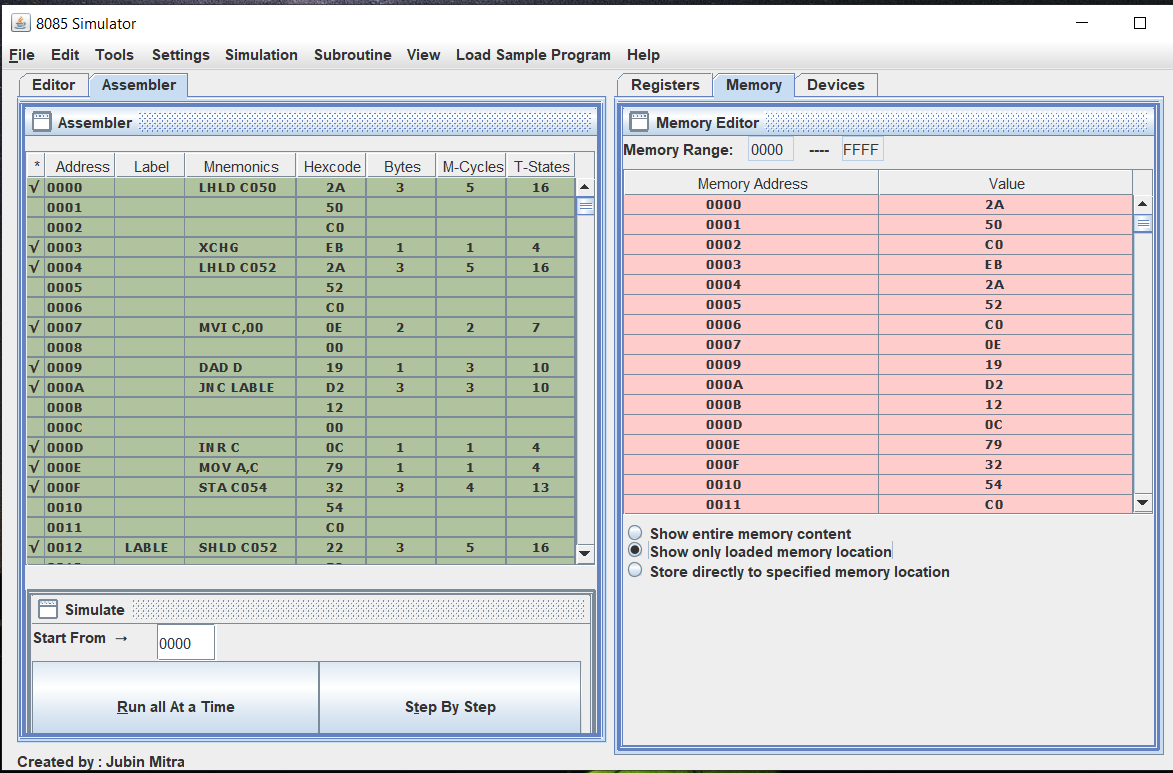 8085 Simulator
File Edit Tools Settings Simulation Subroutine View Load Sample Program Help
Editor Assembler
Assembler
* Address Label Mnemonics Hexcode Bytes M-Cycles T-States
√ 0000 LHLD C050 2A 3 5 16
0001 50
0002 C0
√ 0003 XCHG EB 1 1 4
√ 0004 LHLD C052 2A 3 5 16
0005 52
0006 C0
√ 0007 MVI C,00 0E 2 2 7
0008 00
√ 0009 DAD D 19 1 3 10
√ 000A JNC LABLE D2 3 3 10
000B 12
000C 00
√ 000D INR C 0C 1 1 4
√ 000E MOV A,C 79 1 1 4
√ 000F STA C054 32 3 4 13
0010 54
0011 C0
√ 0012 LABLE SHLD C052 22 3 5 16
Simulate
Start From → 0000
Run all At a Time Step By Step
Created by : Jubin Mitra
Registers Memory Devices
Memory Editor
Memory Range: 0000 ---- FFFF
Memory Address Value
0000 2A
0001 50
0002 C0
0003 EB
0004 2A
0005 52
0006 C0
0007 0E
0009 19
000A D2
000B 12
000D 0C
000E 79
000F 32
0010 54
0011 C0
Show entire memory content
Show only loaded memory location
Store directly to specified memory location